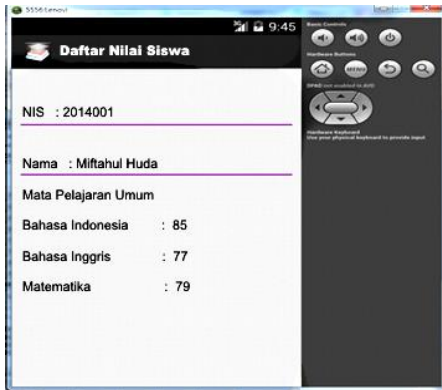 5556:Lenovo
3G 9:45
Daftar Nilai Siswa
NIS : 2014001
Nama : Miftahul Huda
Mata Pelajaran Umum
Bahasa Indonesia : 85
Bahasa Inggris : 77
Matematika : 79
Basic Controls
Hardware Buttons
MENU
DPAD not enabled in AVD
Hardware Keyboard
Use your physical keyboard to provide input